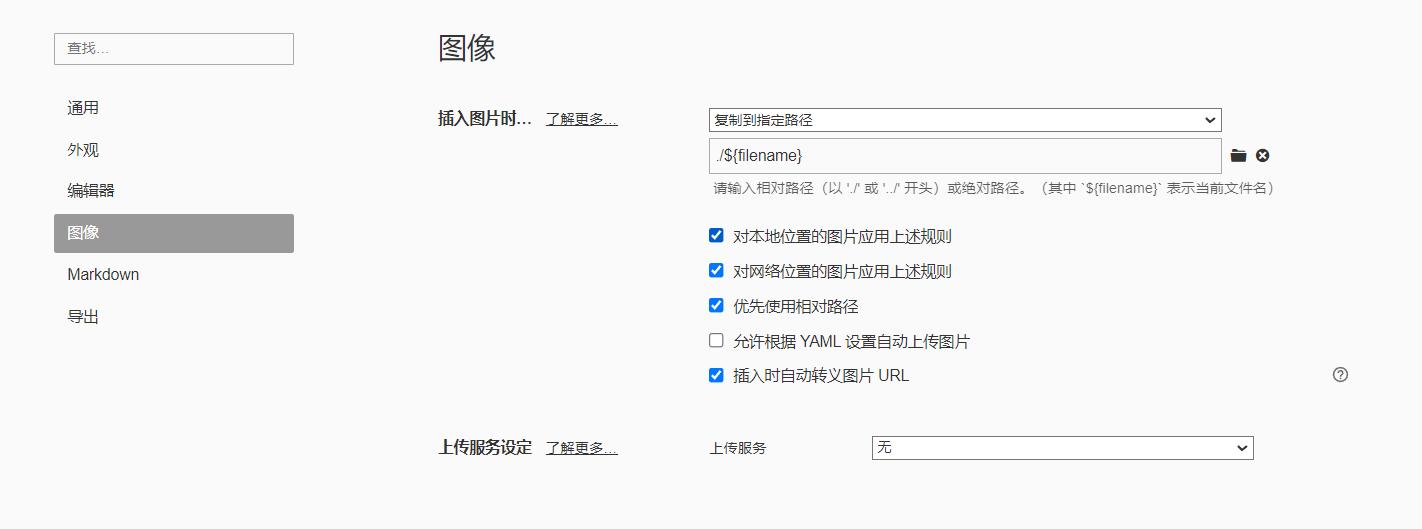 查找...
通用
外观
编辑器
图像
Markdown
导出
图像
插入图片时... 了解更多...
复制到指定路径
./${filename}
请输入相对路径（以 './' 或 '../' 开头）或绝对路径。（其中 `${filename}` 表示当前文件名）
对本地位置的图片应用上述规则
对网络位置的图片应用上述规则
优先使用相对路径
允许根据 YAML 设置自动上传图片
插入时自动转义图片 URL
上传服务设定 了解更多... 上传服务 无